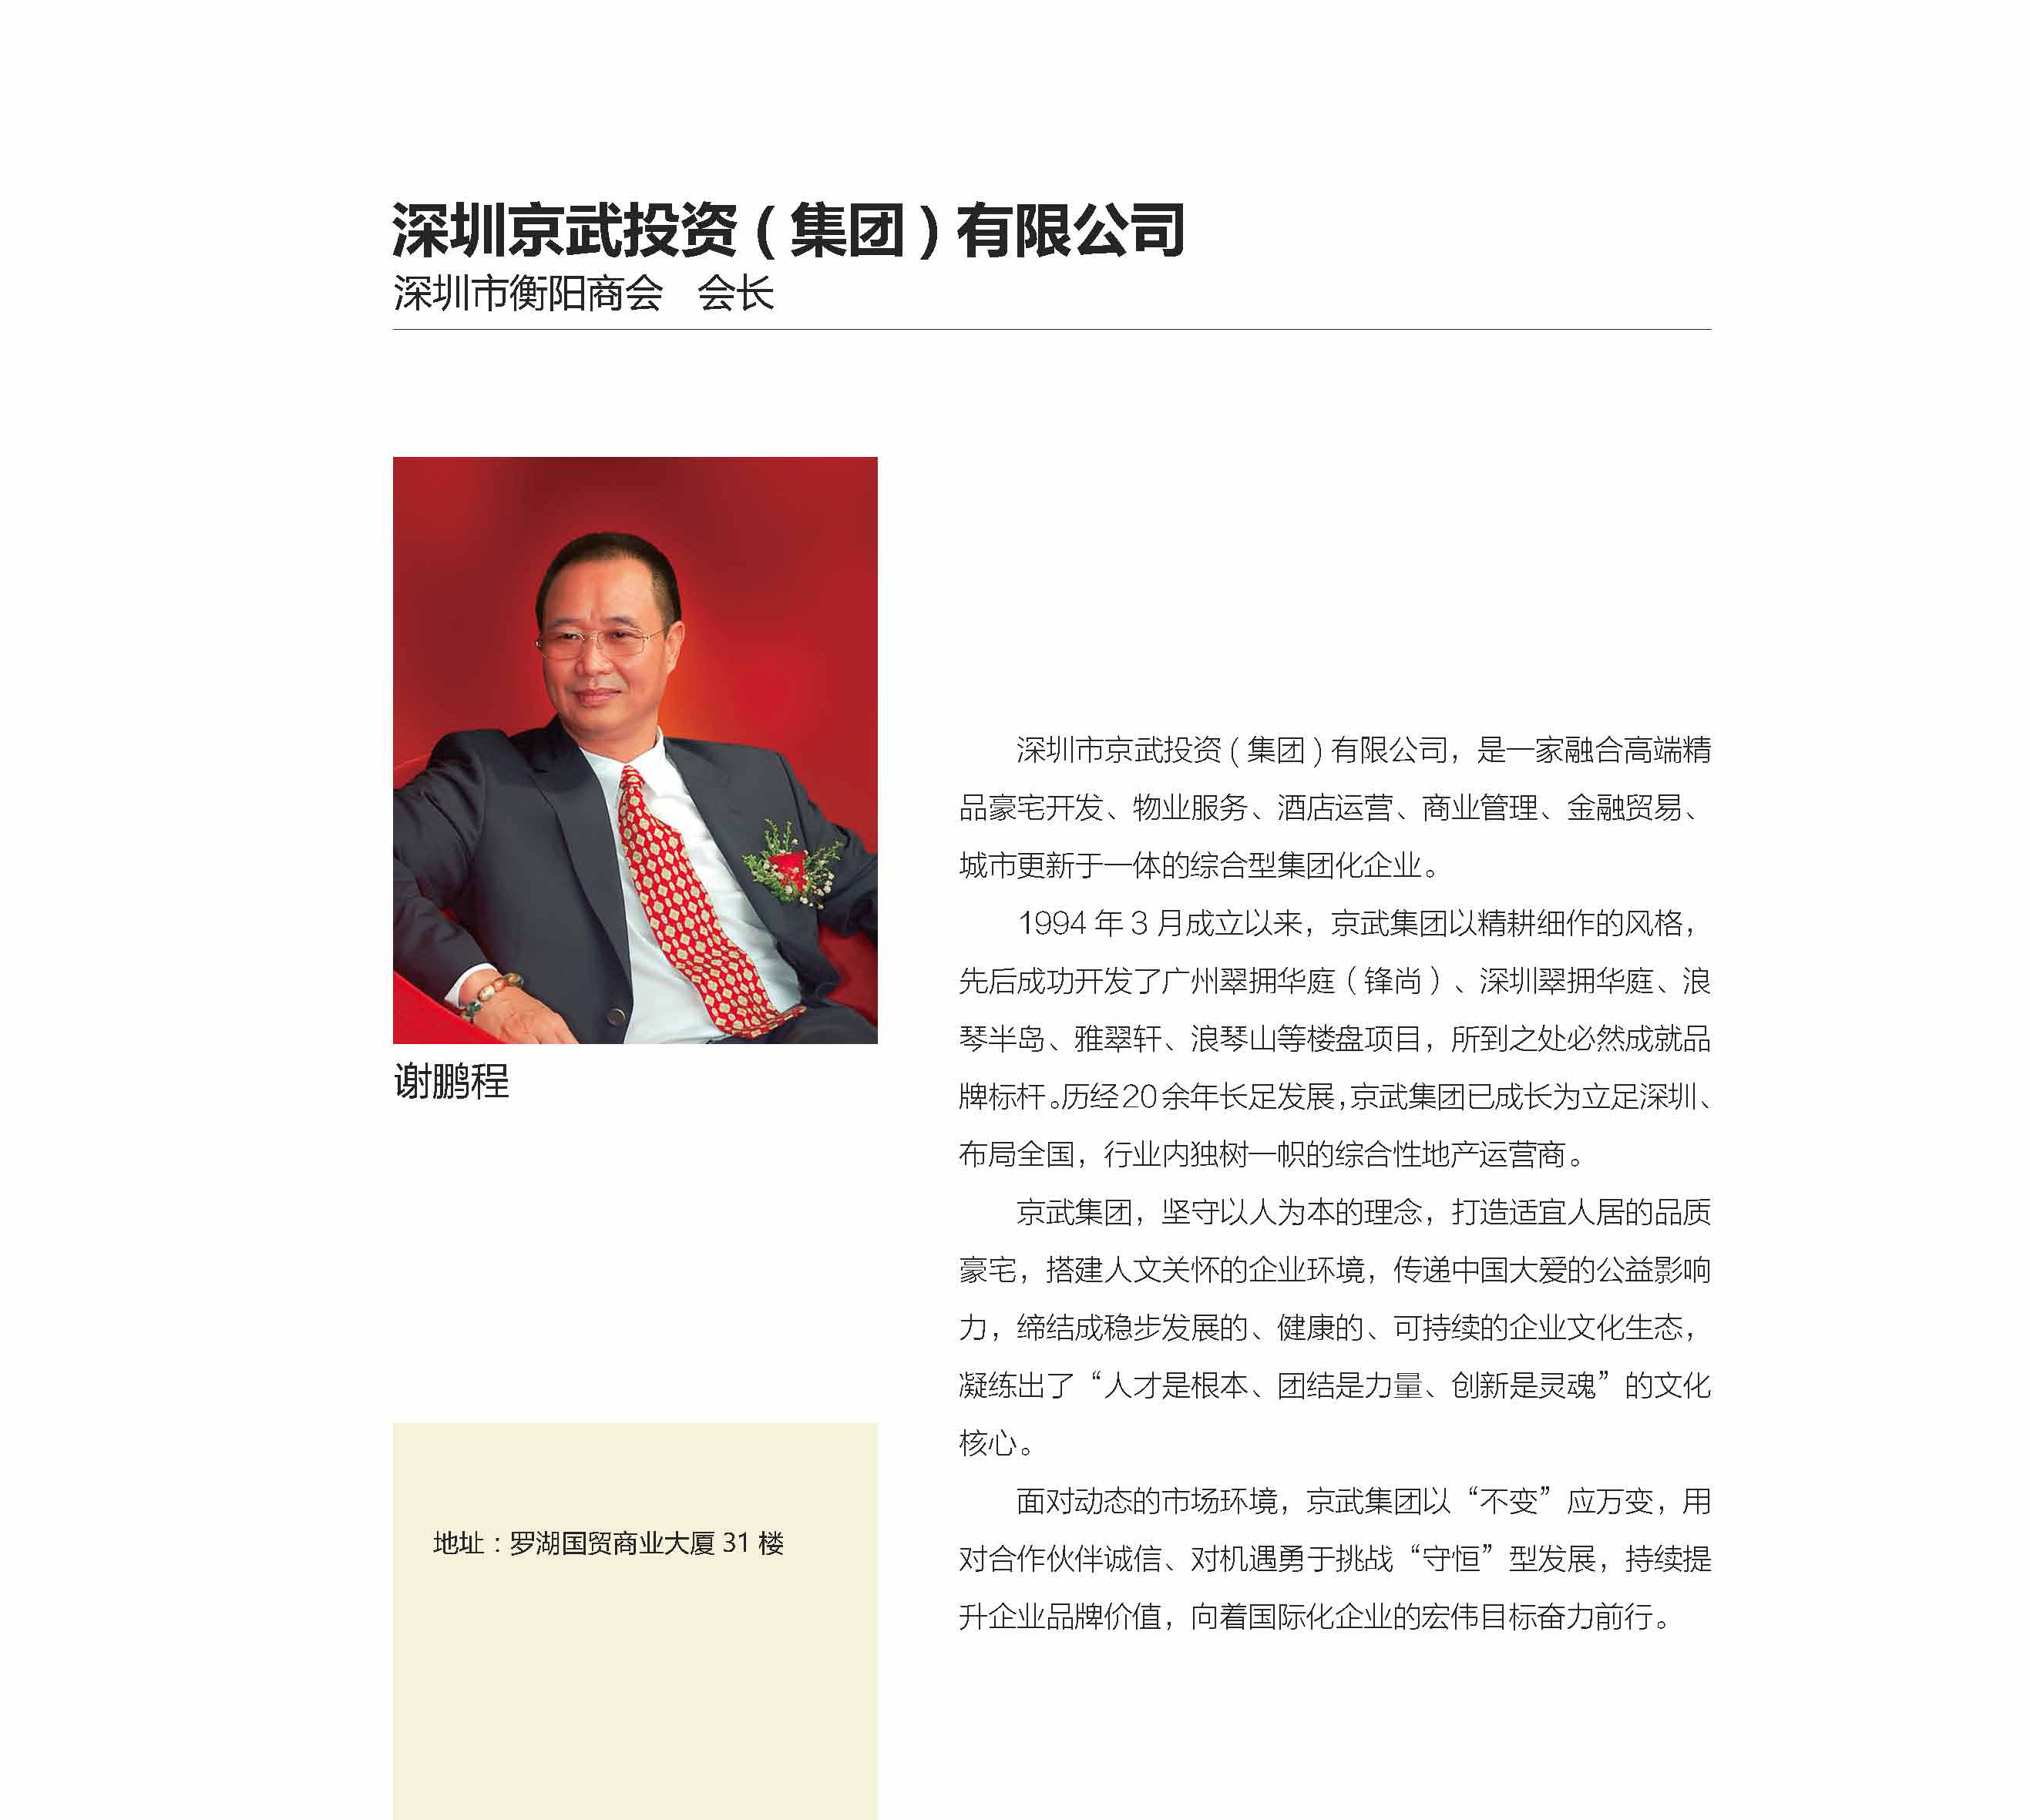 深圳京武投资(集团)有限公司
深圳市衡阳商会 会长
谢鹏程
地址:罗湖国贸商业大厦 31 楼
深圳市京武投资(集团)有限公司，是一家融合高端精
品豪宅开发、物业服务、酒店运营、商业管理、金融贸易、
城市更新于一体的综合型集团化企业。
1994 年 3 月成立以来，京武集团以精耕细作的风格，
先后成功开发了广州翠拥华庭（锋尚）、深圳翠拥华庭、浪
琴半岛、雅翠轩、浪琴山等楼盘项目，所到之处必然成就品
牌标杆。历经20余年长足发展，京武集团已成长为立足深圳、
布局全国，行业内独树一帜的综合性地产运营商。
京武集团，坚守以人为本的理念，打造适宜人居的品质
豪宅，搭建人文关怀的企业环境，传递中国大爱的公益影响
力，缔结成稳步发展的、健康的、可持续的企业文化生态，
凝练出了“人才是根本、团结是力量、创新是灵魂”的文化
核心。
面对动态的市场环境，京武集团以“不变”应万变，用
对合作伙伴诚信、对机遇勇于挑战“守恒”型发展，持续提
升企业品牌价值，向着国际化企业的宏伟目标奋力前行。